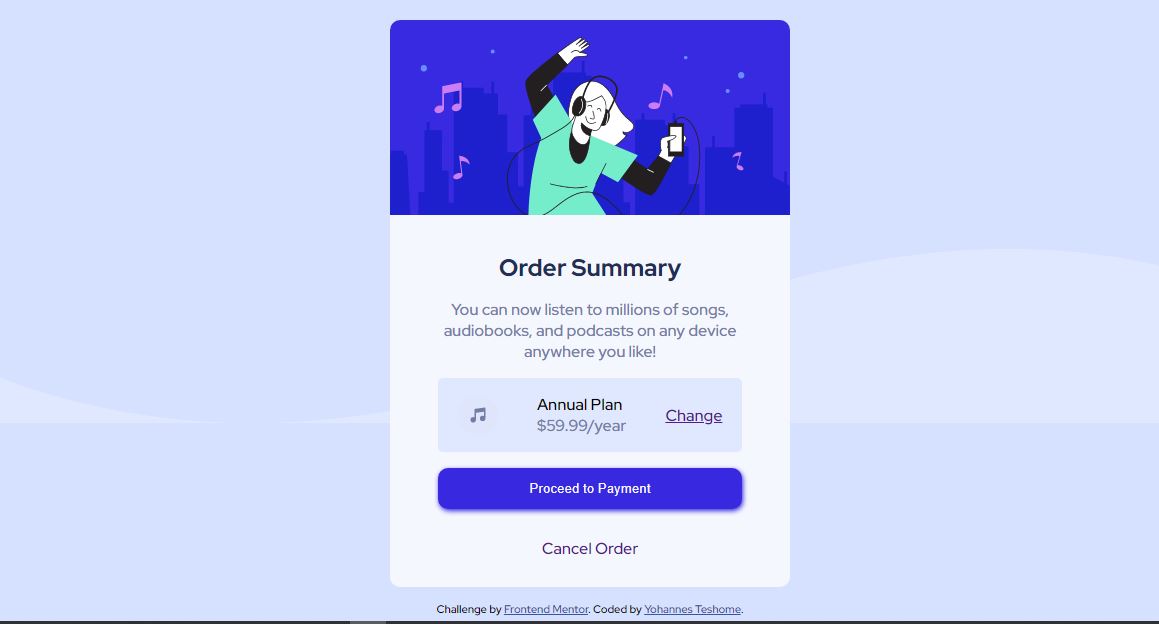 Order Summary
You can now listen to millions of songs,
audiobooks, and podcasts on any device
anywhere you like!
Annual Plan
$59.99/year
Change
Proceed to Payment
Cancel Order
Challenge by Frontend Mentor. Coded by Yohannes Teshome.